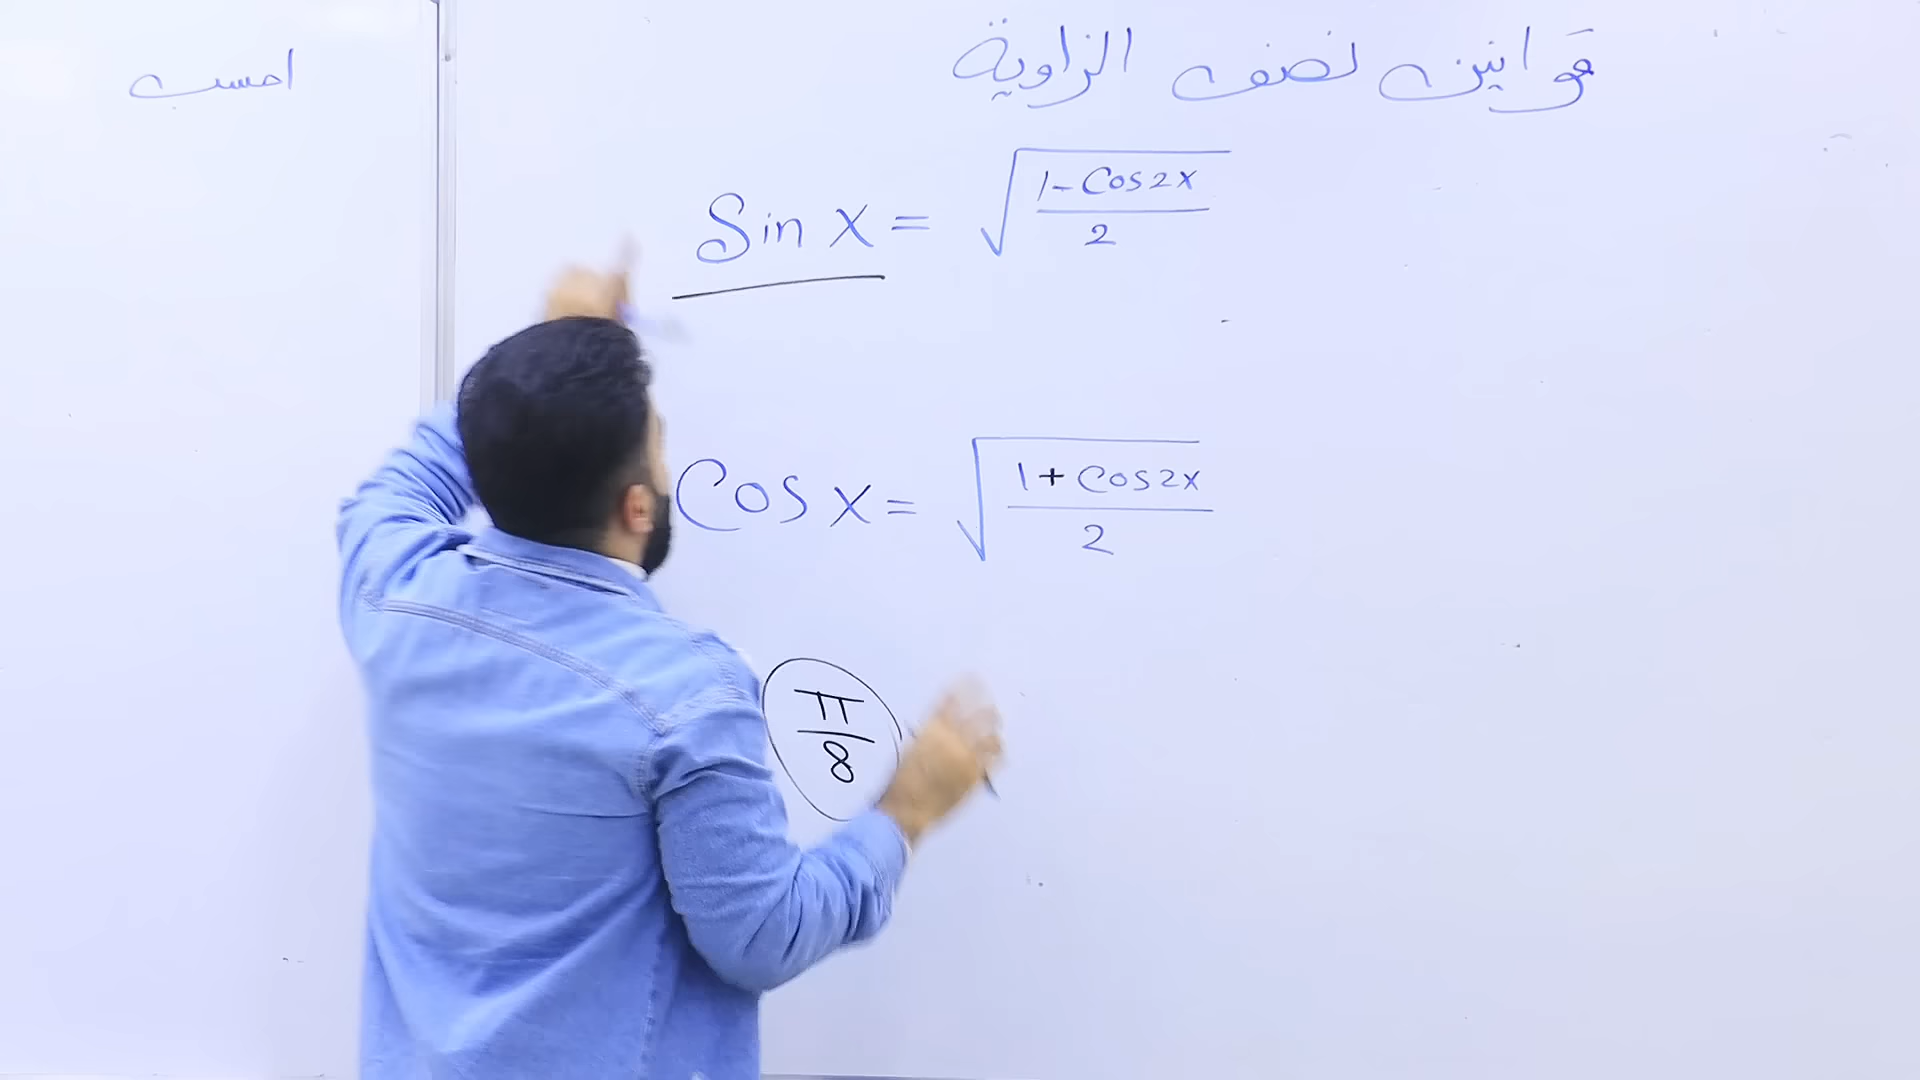 قوانين نصف الزاوية
احسب
Sin x = √((1 - Cos2x)/2)
Cos x = √((1 + Cos2x)/2)
π/8